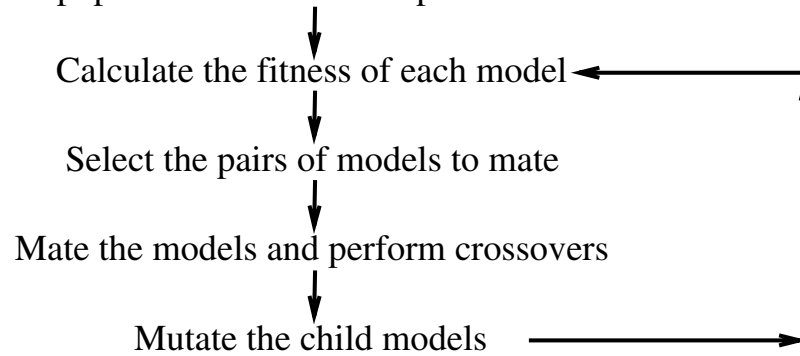 Calculate the fitness of each model
Select the pairs of models to mate
Mate the models and perform crossovers
Mutate the child models